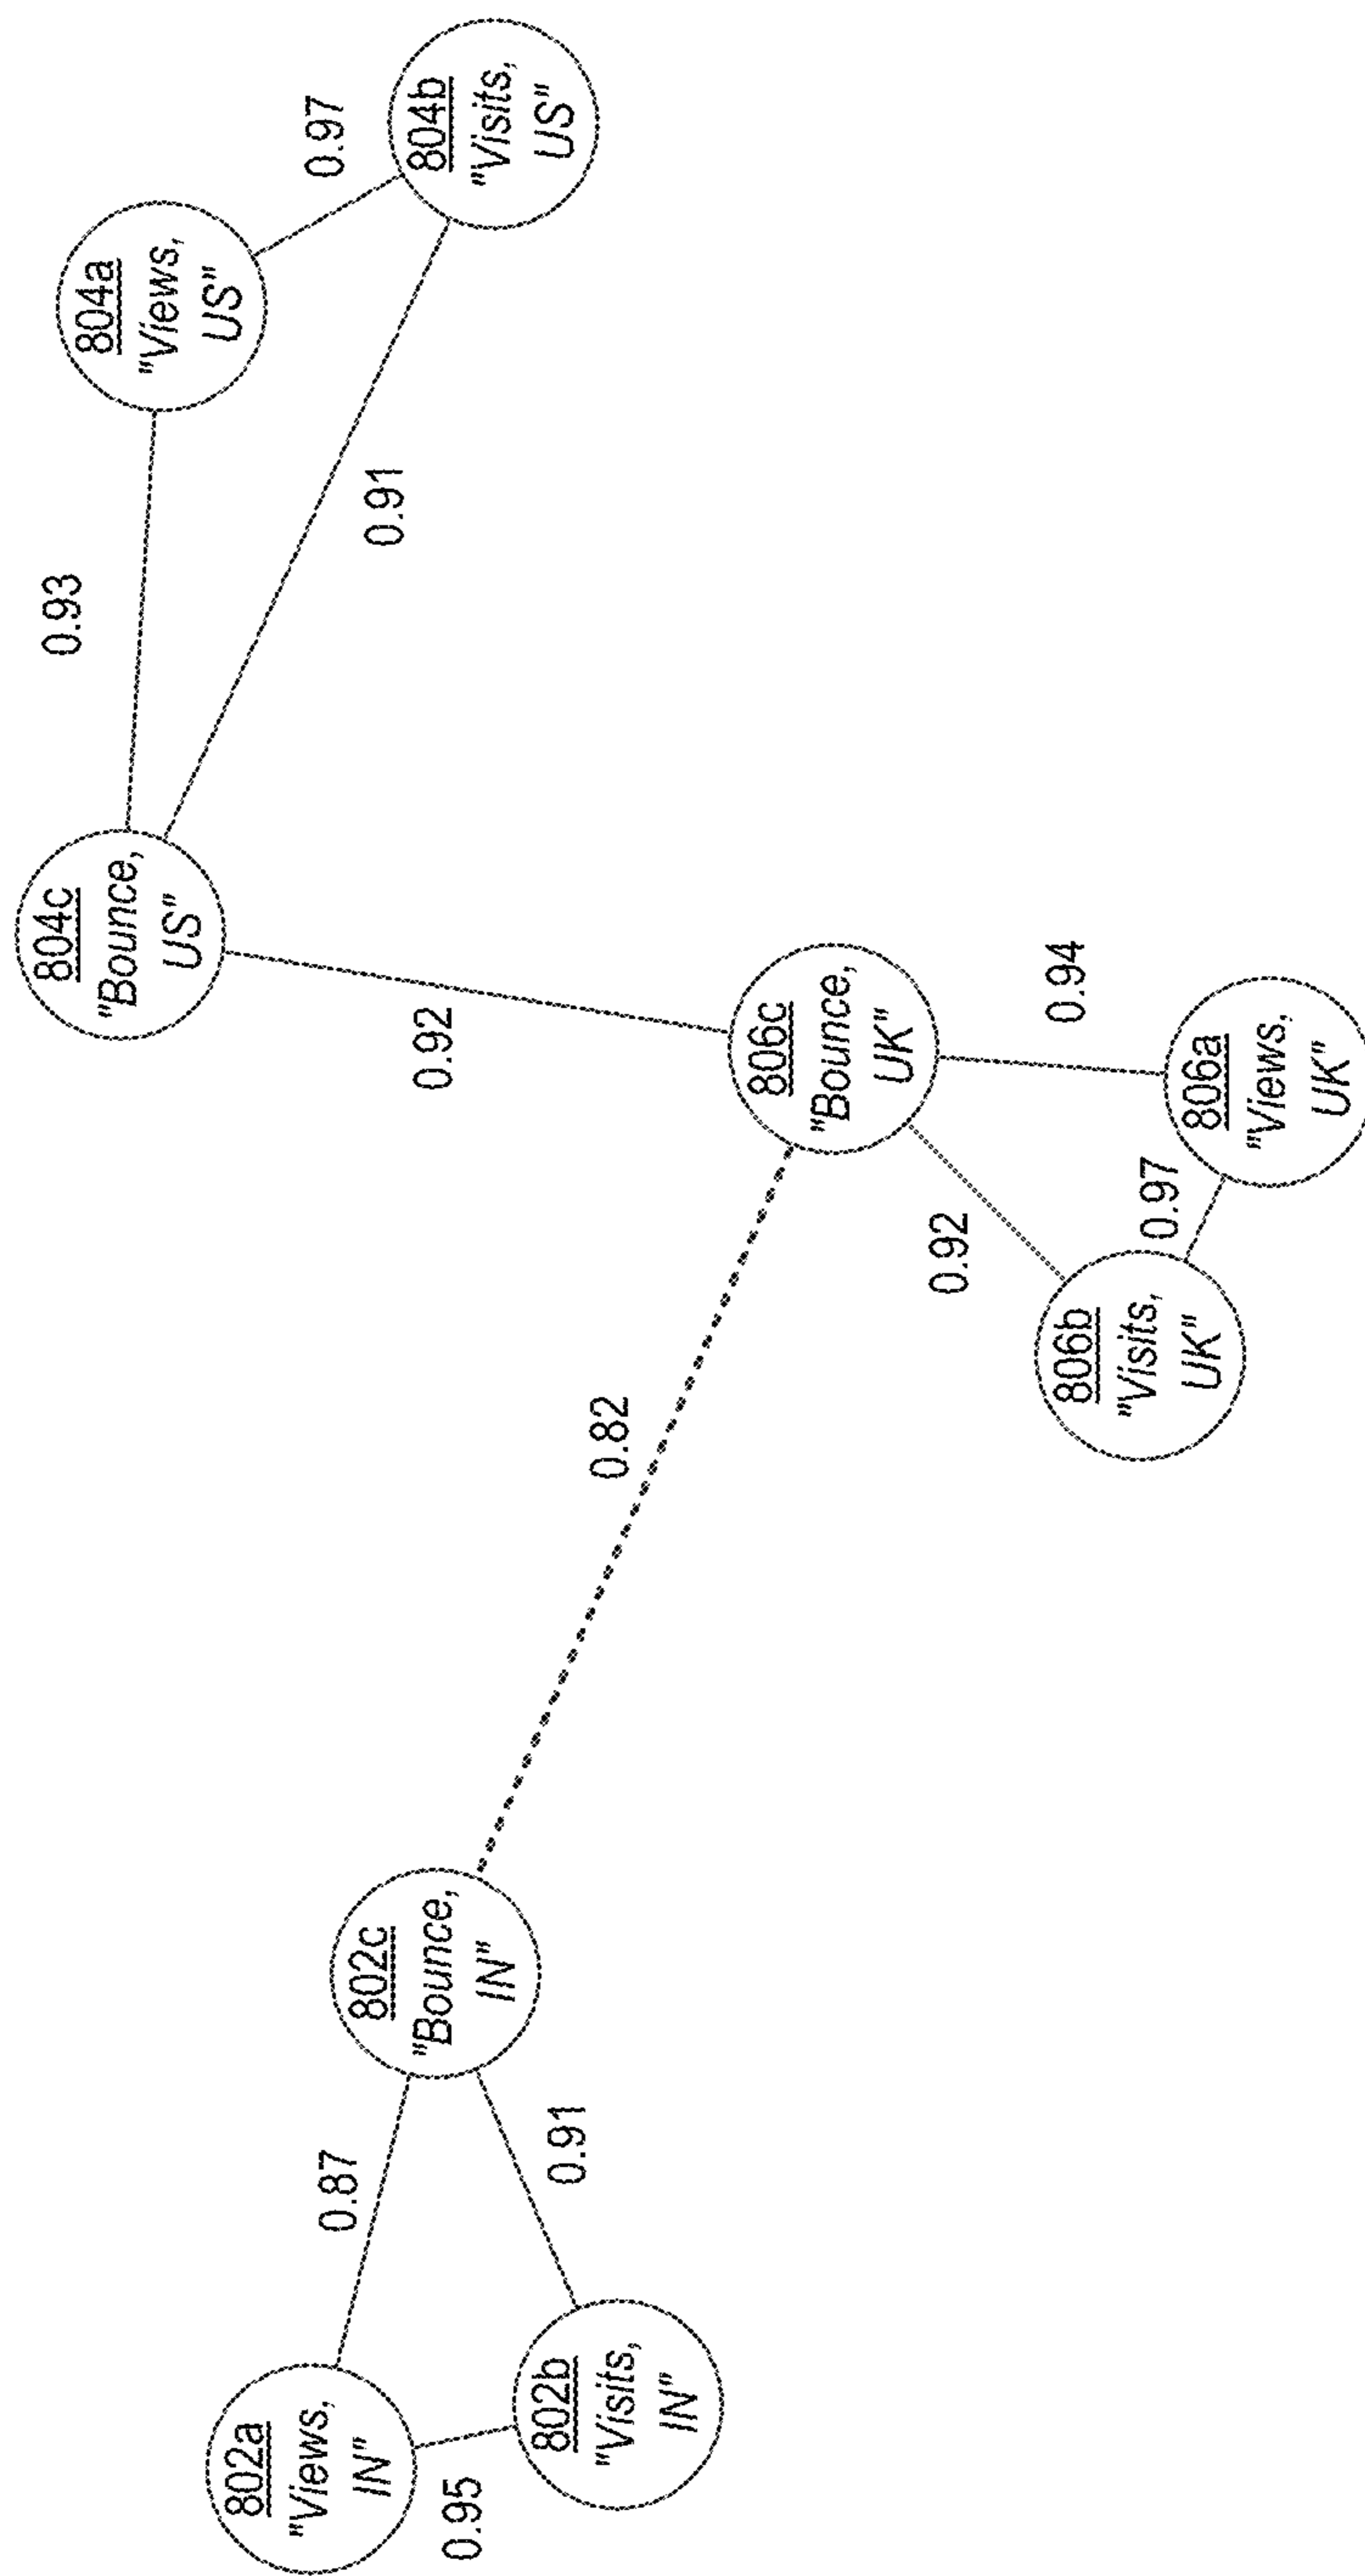 804c
"Bounce,
US"
0.93
804a
"Views,
US"
802a
"Views,
IN"
0.97
0.87
802c
"Bounce,
IN"
0.91
804b
"Visits,
US"
0.92
0.95
802b
"Visits,
IN"
0.91
0.82
806c
"Bounce,
UK"
0.92
0.94
806b
"Visits,
UK"
0.97
806a
"Views,
UK"